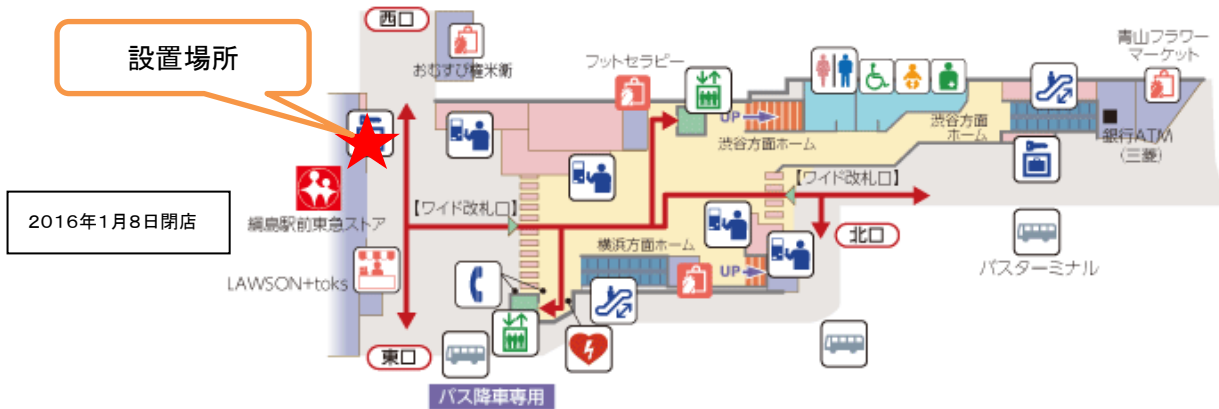 西口
設置場所
おむすび権米衛
フットセラピー
青山フラワー
マーケット
UP
渋谷方面ホーム
渋谷方面
ホーム
銀行ATM
(三菱)
2016年1月8日閉店
綱島駅前東急ストア
【ワイド改札口】
【ワイド改札口】
北口
横浜方面ホーム
UP
バスターミナル
LAWSON+toks
東口
バス降車専用